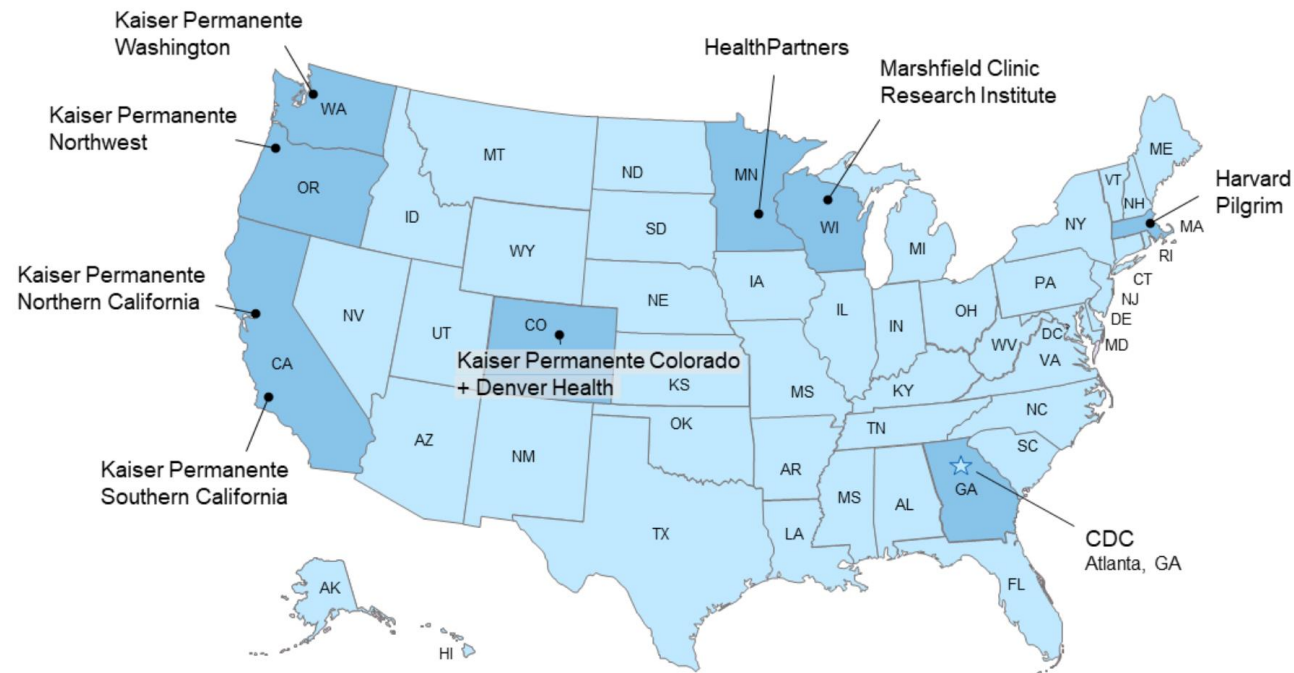 Kaiser Permanente
Washington
HealthPartners
Marshfield Clinic
Research Institute
Kaiser Permanente
Northwest
Harvard
Pilgrim
Kaiser Permanente
Northern California
Kaiser Permanente Colorado
+ Denver Health
Kaiser Permanente
Southern California
CDC
Atlanta, GA
WA
OR
CA
ID
NV
MT
WY
UT
CO
AZ
NM
ND
SD
NE
KS
OK
TX
MN
IA
MS
AR
LA
WI
IL
MI
IN
OH
KY
TN
MS
AL
GA
FL
SC
NC
VA
WV
DC
MD
DE
NJ
PA
NY
CT
RI
MA
VT
NH
ME
AK
HI